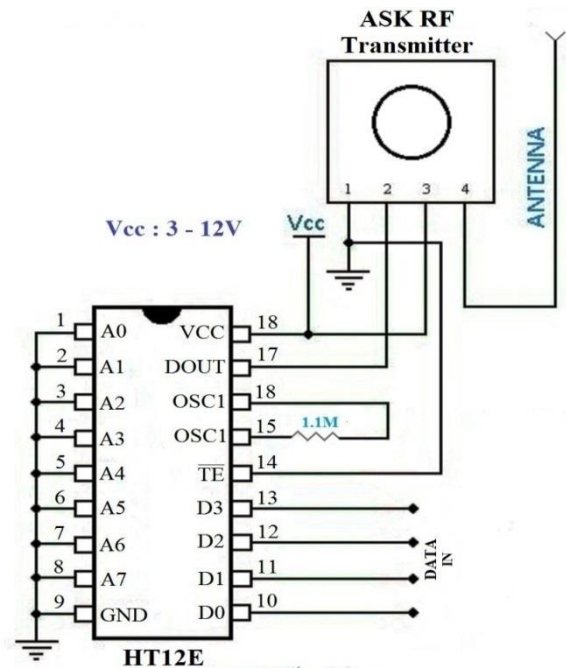 ASK RF
Transmitter
1 2 3 4
ANTENNA
Vcc : 3 - 12V
Vcc
1 A0 VCC 18
2 A1 DOUT 17
3 A2 OSC1 18
4 A3 OSC1 15
1.1M
5 A4 TE 14
6 A5 D3 13
7 A6 D2 12
8 A7 D1 11
9 GND D0 10
DATA
IN
HT12E